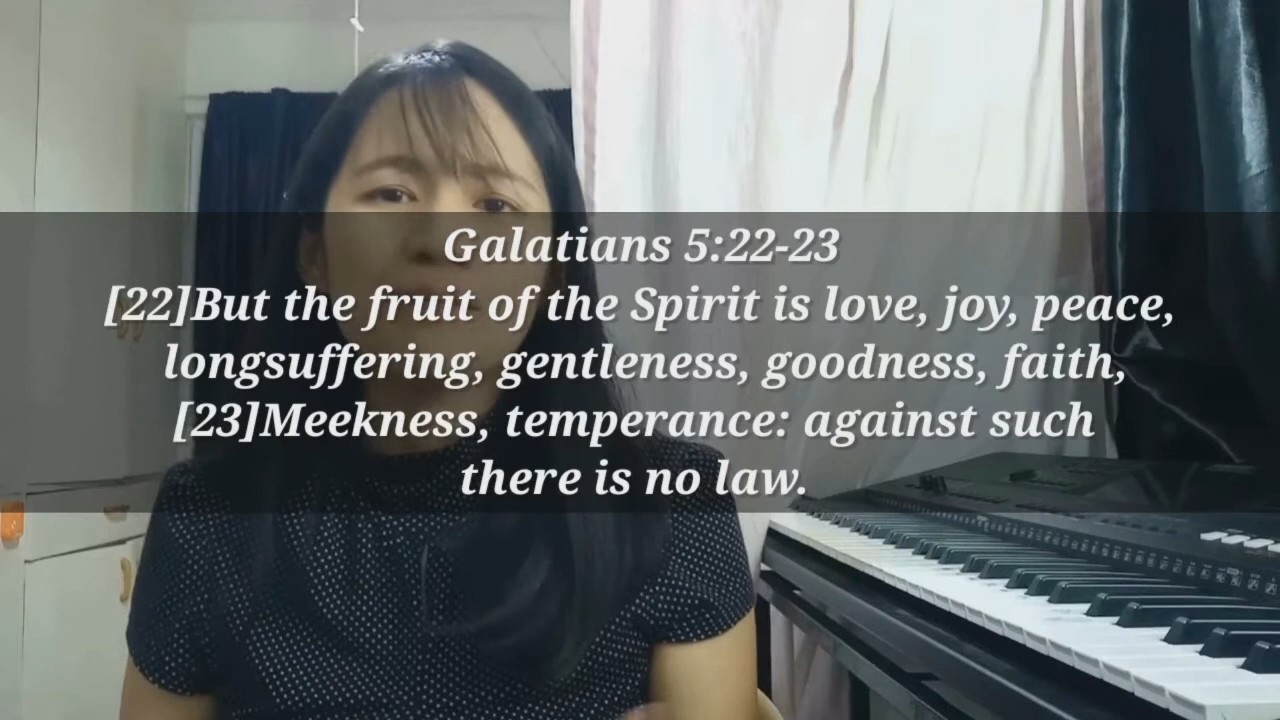 Galatians 5:22-23
[22]But the fruit of the Spirit is love, joy, peace,
longsuffering, gentleness, goodness, faith,
[23]Meekness, temperance: against such
there is no law.